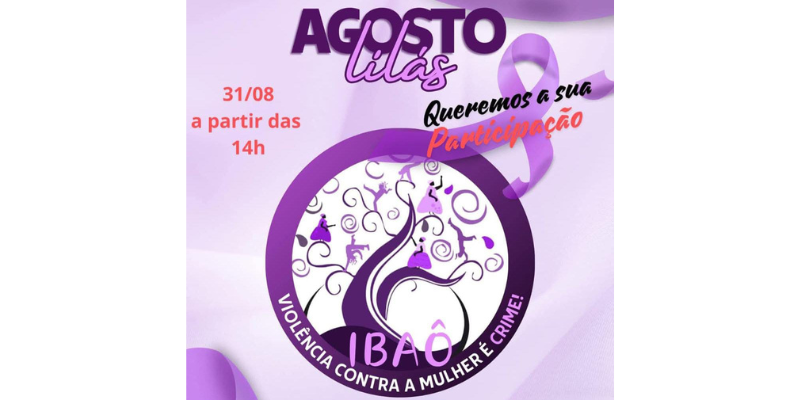 AGOSTO
lilás
31/08
a partir das
14h
Queremos a sua
Participação
IBAÔ
VIOLÊNCIA CONTRA A MULHER É CRIME!